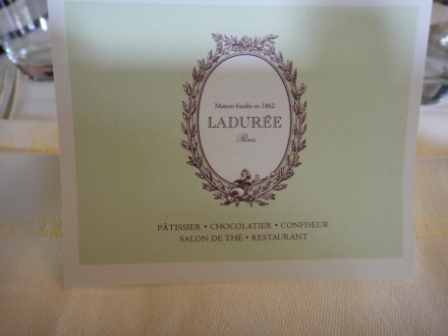 Maison fondée en 1862
LADURÉE
Paris
PÂTISSIER • CHOCOLATIER • CONFISEUR
SALON DE THÉ • RESTAURANT